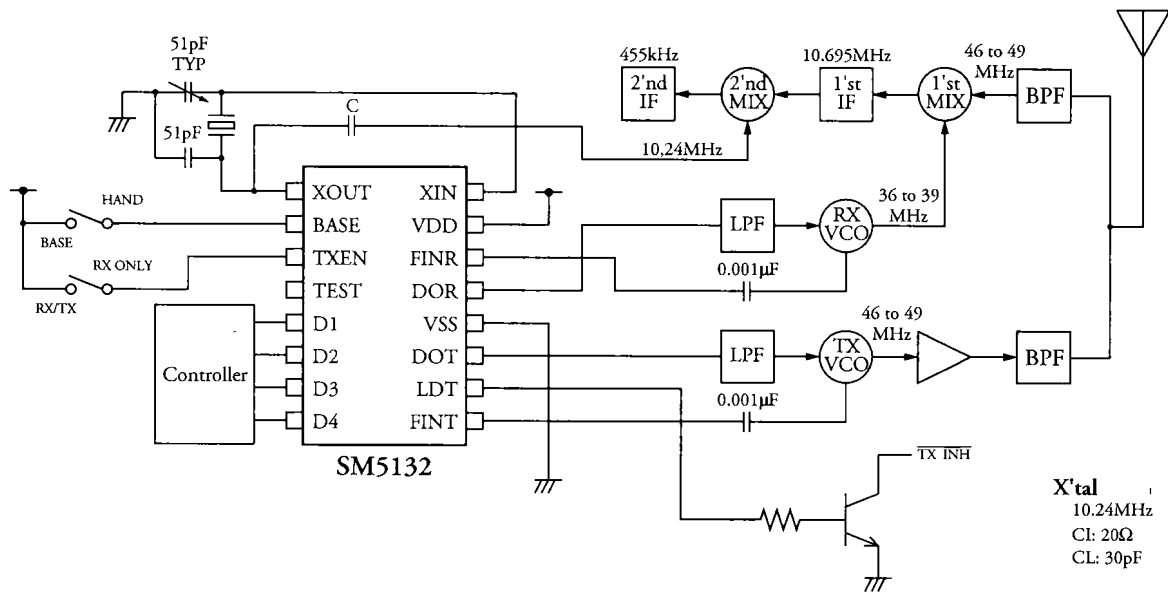 51pF
TYP
51pF
C
455kHz
2'nd
IF
2'nd
MIX
10.695MHz
1'st
IF
1'st
MIX
46 to 49
MHz
BPF
10,24MHz
36 to 39
MHz
HAND
BASE
RX ONLY
RX/TX
Controller
XOUT
BASE
TXEN
TEST
D1
D2
D3
D4
XIN
VDD
FINR
DOR
VSS
DOT
LDT
FINT
SM5132
LPF
RX
VCO
0.001μF
LPF
TX
VCO
46 to 49
MHz
BPF
0.001μF
TX INH
X'tal
10.24MHz
CI: 20Ω
CL: 30pF